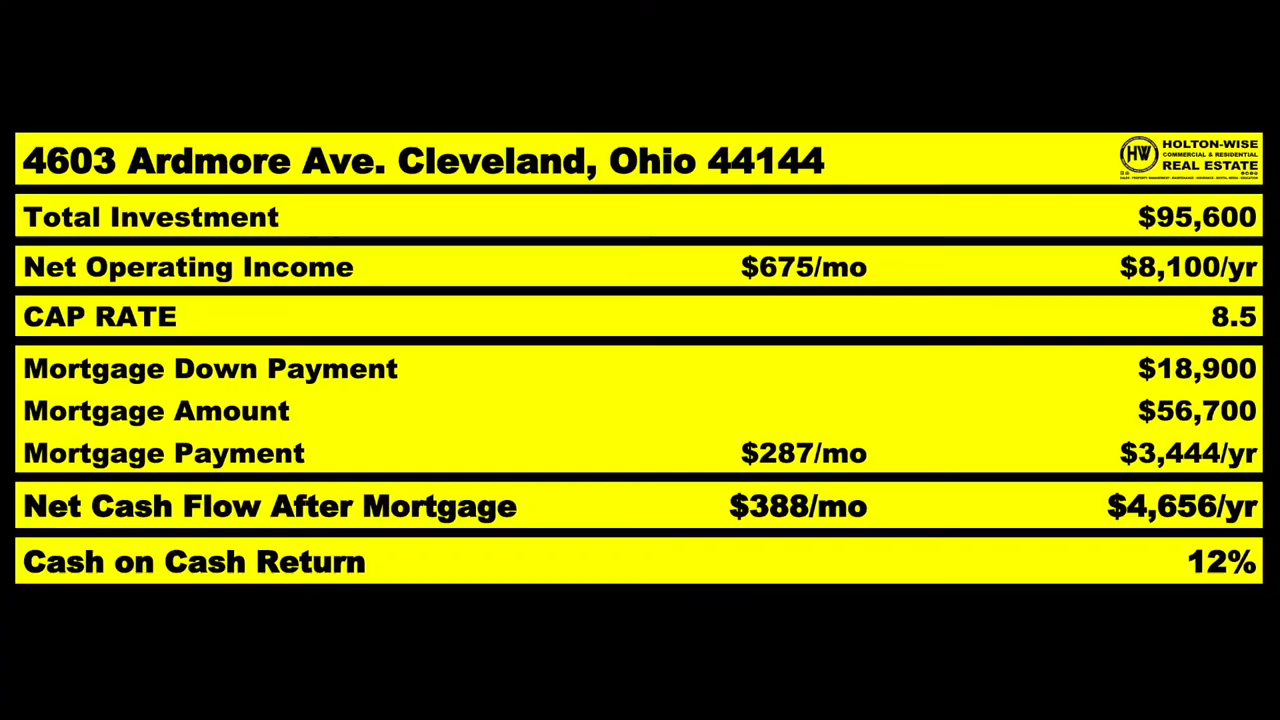 4603 Ardmore Ave. Cleveland, Ohio 44144
HW
HOLTON-WISE
COMMERCIAL & RESIDENTIAL
REAL ESTATE
Total Investment $95,600
Net Operating Income $675/mo $8,100/yr
CAP RATE 8.5
Mortgage Down Payment $18,900
Mortgage Amount $56,700
Mortgage Payment $287/mo $3,444/yr
Net Cash Flow After Mortgage $388/mo $4,656/yr
Cash on Cash Return 12%